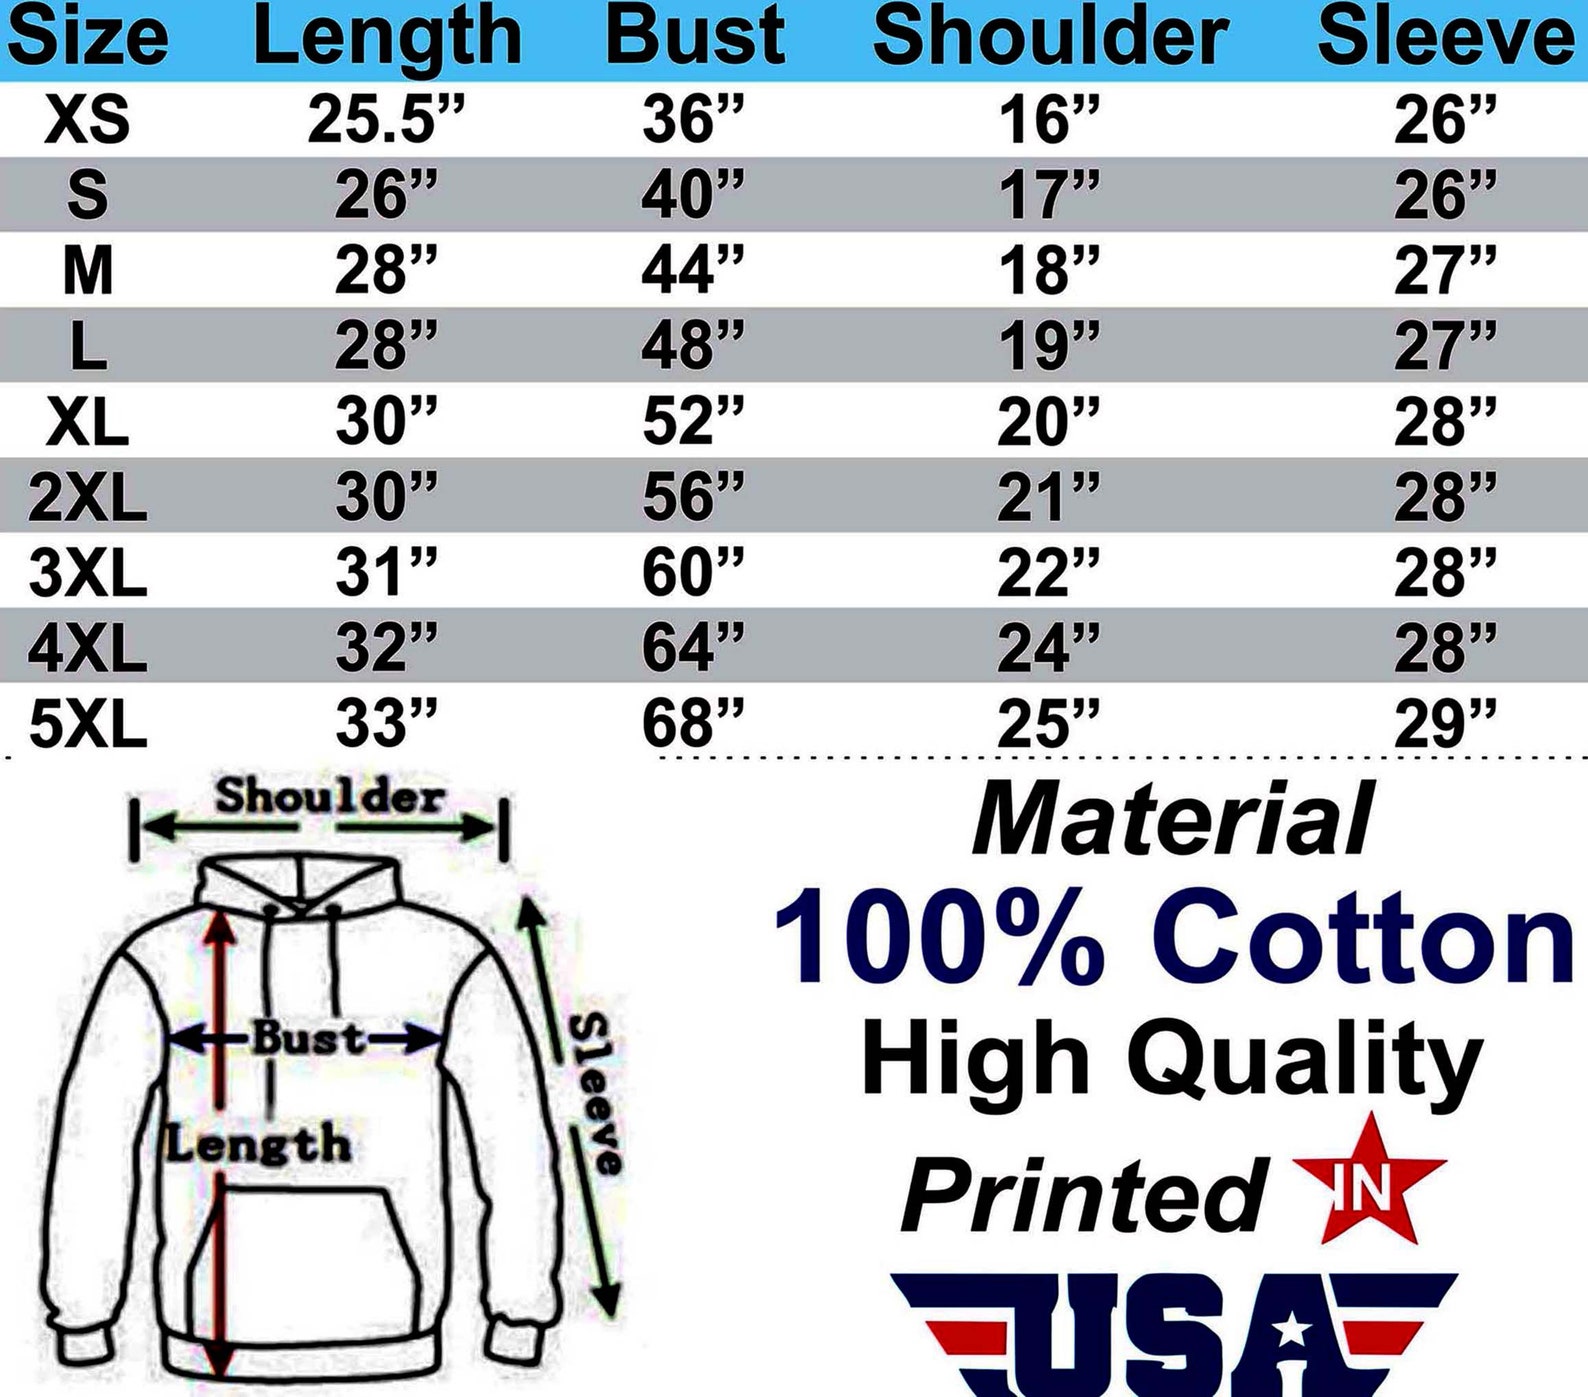 Size Length Bust Shoulder Sleeve
XS 25.5” 36” 16” 26”
S 26” 40” 17” 26”
M 28” 44” 18” 27”
L 28” 48” 19” 27”
XL 30” 52” 20” 28”
2XL 30” 56” 21” 28”
3XL 31” 60” 22” 28”
4XL 32” 64” 24” 28”
5XL 33” 68” 25” 29”
Shoulder
Bust
Length
Sleeve
Material
100% Cotton
High Quality
Printed IN
USA